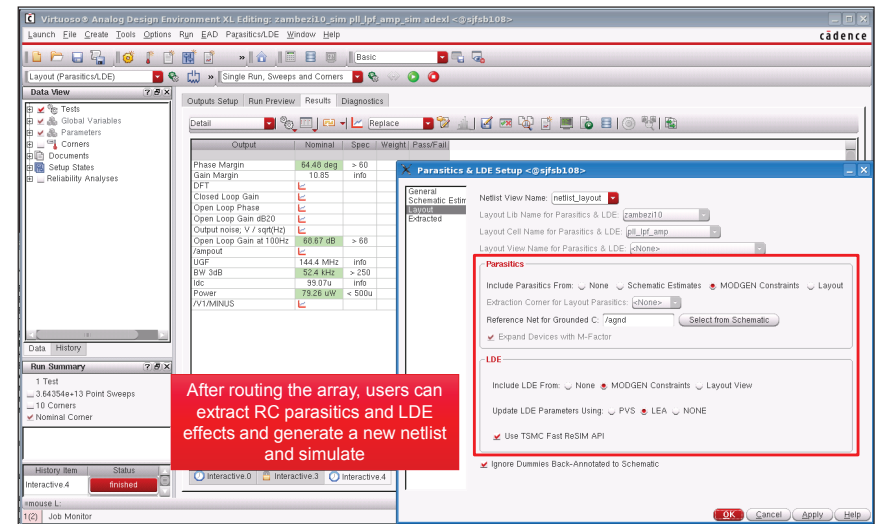 Virtuoso® Analog Design Environment XL Editing: zambezi10_sim pll_lpf_amp_sim adexl <@sjfsb108>
Launch File Create Tools Options Run EAD Parasitics/LDE Window Help
cādence
» Basic
Layout (Parasitics/LDE) » Single Run, Sweeps and Corners
Data View
Tests
Global Variables
Parameters
Corners
Documents
Setup States
Reliability Analyses
Data History
Run Summary
1 Test
3.64354e+13 Point Sweeps
10 Corners
Nominal Corner
History Item Status
Interactive.4 finished
Outputs Setup Run Preview Results Diagnostics
Detail Replace
Output Nominal Spec Weight Pass/Fail
Phase Margin 64.48 deg > 60
Gain Margin 10.85 info
DFT
Closed Loop Gain
Open Loop Phase
Open Loop Gain dB20
Output noise; V / sqrt(Hz)
Open Loop Gain at 100Hz 68.67 dB > 68
/ampout
UGF 144.4 MHz info
BW 3dB 52.4 kHz > 250
Idc 99.07u info
Power 79.26 uW < 500u
/V1/MINUS
After routing the array, users can
extract RC parasitics and LDE
effects and generate a new netlist
and simulate
Interactive.0 Interactive.3 Interactive.4
Parasitics & LDE Setup <@sjfsb108>
General
Schematic Estim
Layout
Extracted
Netlist View Name: netlist_layout
Layout Lib Name for Parasitics & LDE: zambezi10
Layout Cell Name for Parasitics & LDE: pll_lpf_amp
Layout View Name for Parasitics & LDE: <None>
Parasitics
Include Parasitics From: None Schematic Estimates MODGEN Constraints Layout
Extraction Corner for Layout Parasitics: <None>
Reference Net for Grounded C: /agnd Select from Schematic
Expand Devices with M-Factor
LDE
Include LDE From: None MODGEN Constraints Layout View
Update LDE Parameters Using: PVS LEA NONE
Use TSMC Fast ReSIM API
Ignore Dummies Back-Annotated to Schematic
OK Cancel Apply Help
mouse L:
1(2) Job Monitor